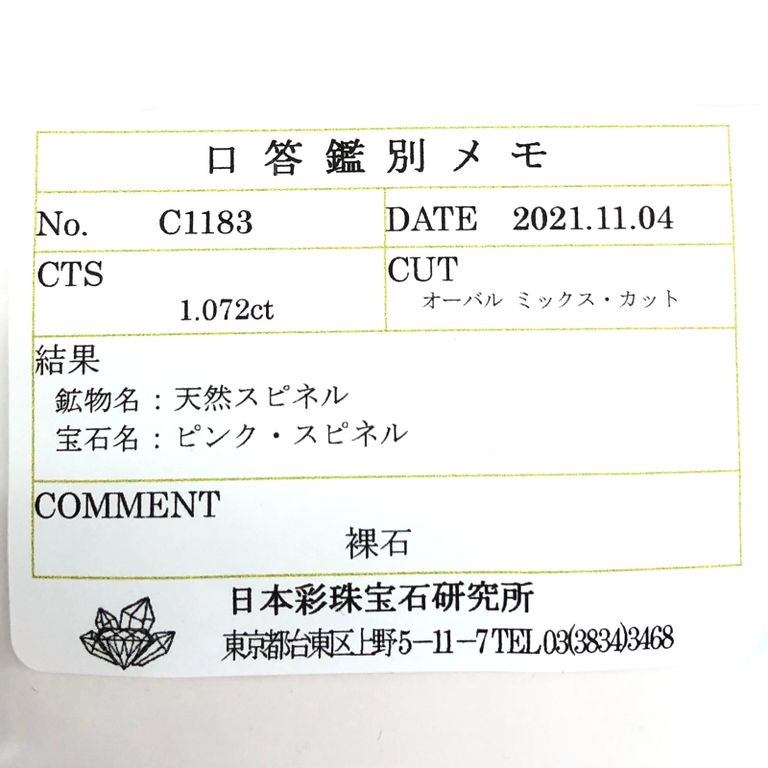 口答鑑別メモ
No. C1183
DATE 2021.11.04
CTS
1.072ct
CUT
オーバル ミックス・カット
結果
鉱物名：天然スピネル
宝石名：ピンク・スピネル
COMMENT
裸石
日本彩珠宝石研究所
東京都台東区上野5-11-7 TEL 03(3834)3468